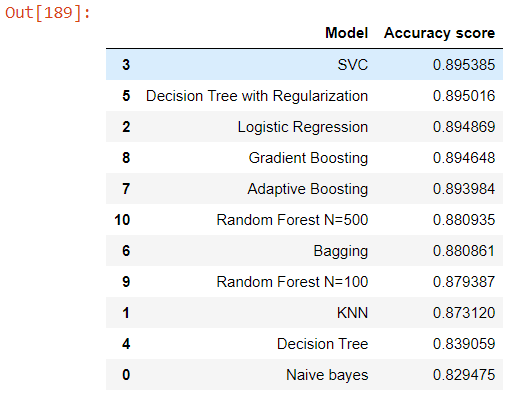 Out[189]:
Model Accuracy score
3 SVC 0.895385
5 Decision Tree with Regularization 0.895016
2 Logistic Regression 0.894869
8 Gradient Boosting 0.894648
7 Adaptive Boosting 0.893984
10 Random Forest N=500 0.880935
6 Bagging 0.880861
9 Random Forest N=100 0.879387
1 KNN 0.873120
4 Decision Tree 0.839059
0 Naive bayes 0.829475